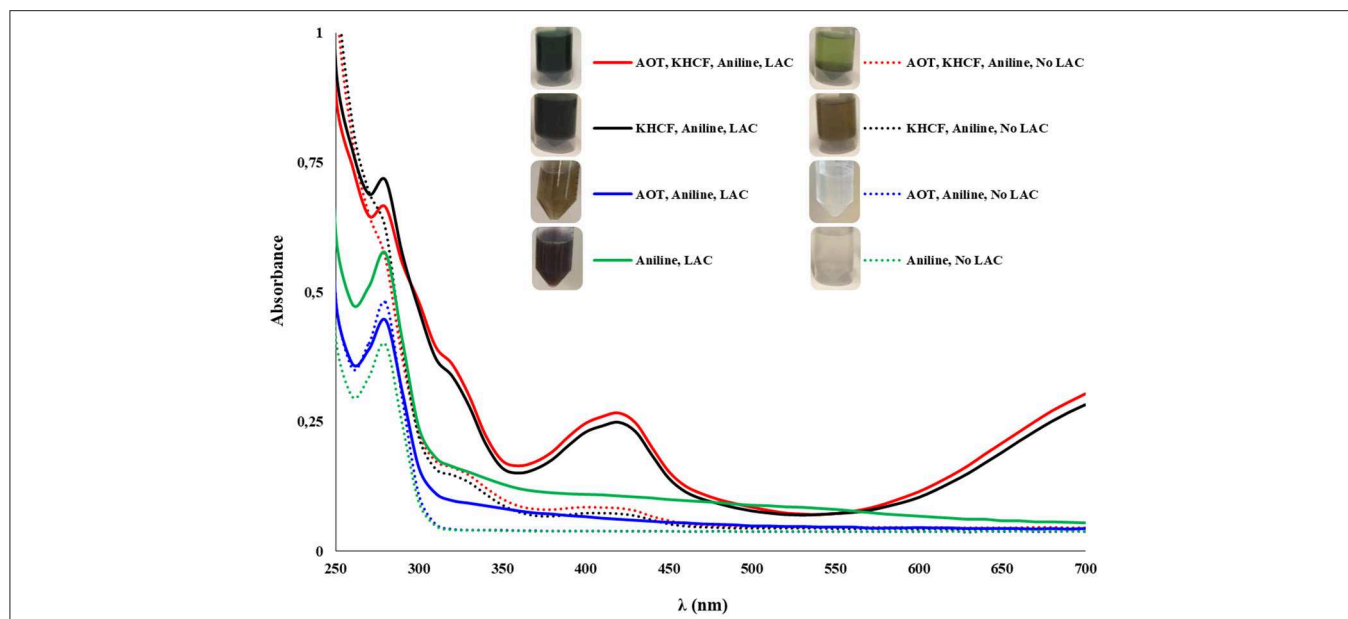 1
AOT, KHCF, Aniline, LAC
AOT, KHCF, Aniline, No LAC
KHCF, Aniline, LAC
KHCF, Aniline, No LAC
0,75
AOT, Aniline, LAC
AOT, Aniline, No LAC
Aniline, LAC
Aniline, No LAC
Absorbance
0,5
0,25
0
250 300 350 400 450 500 550 600 650 700
λ (nm)